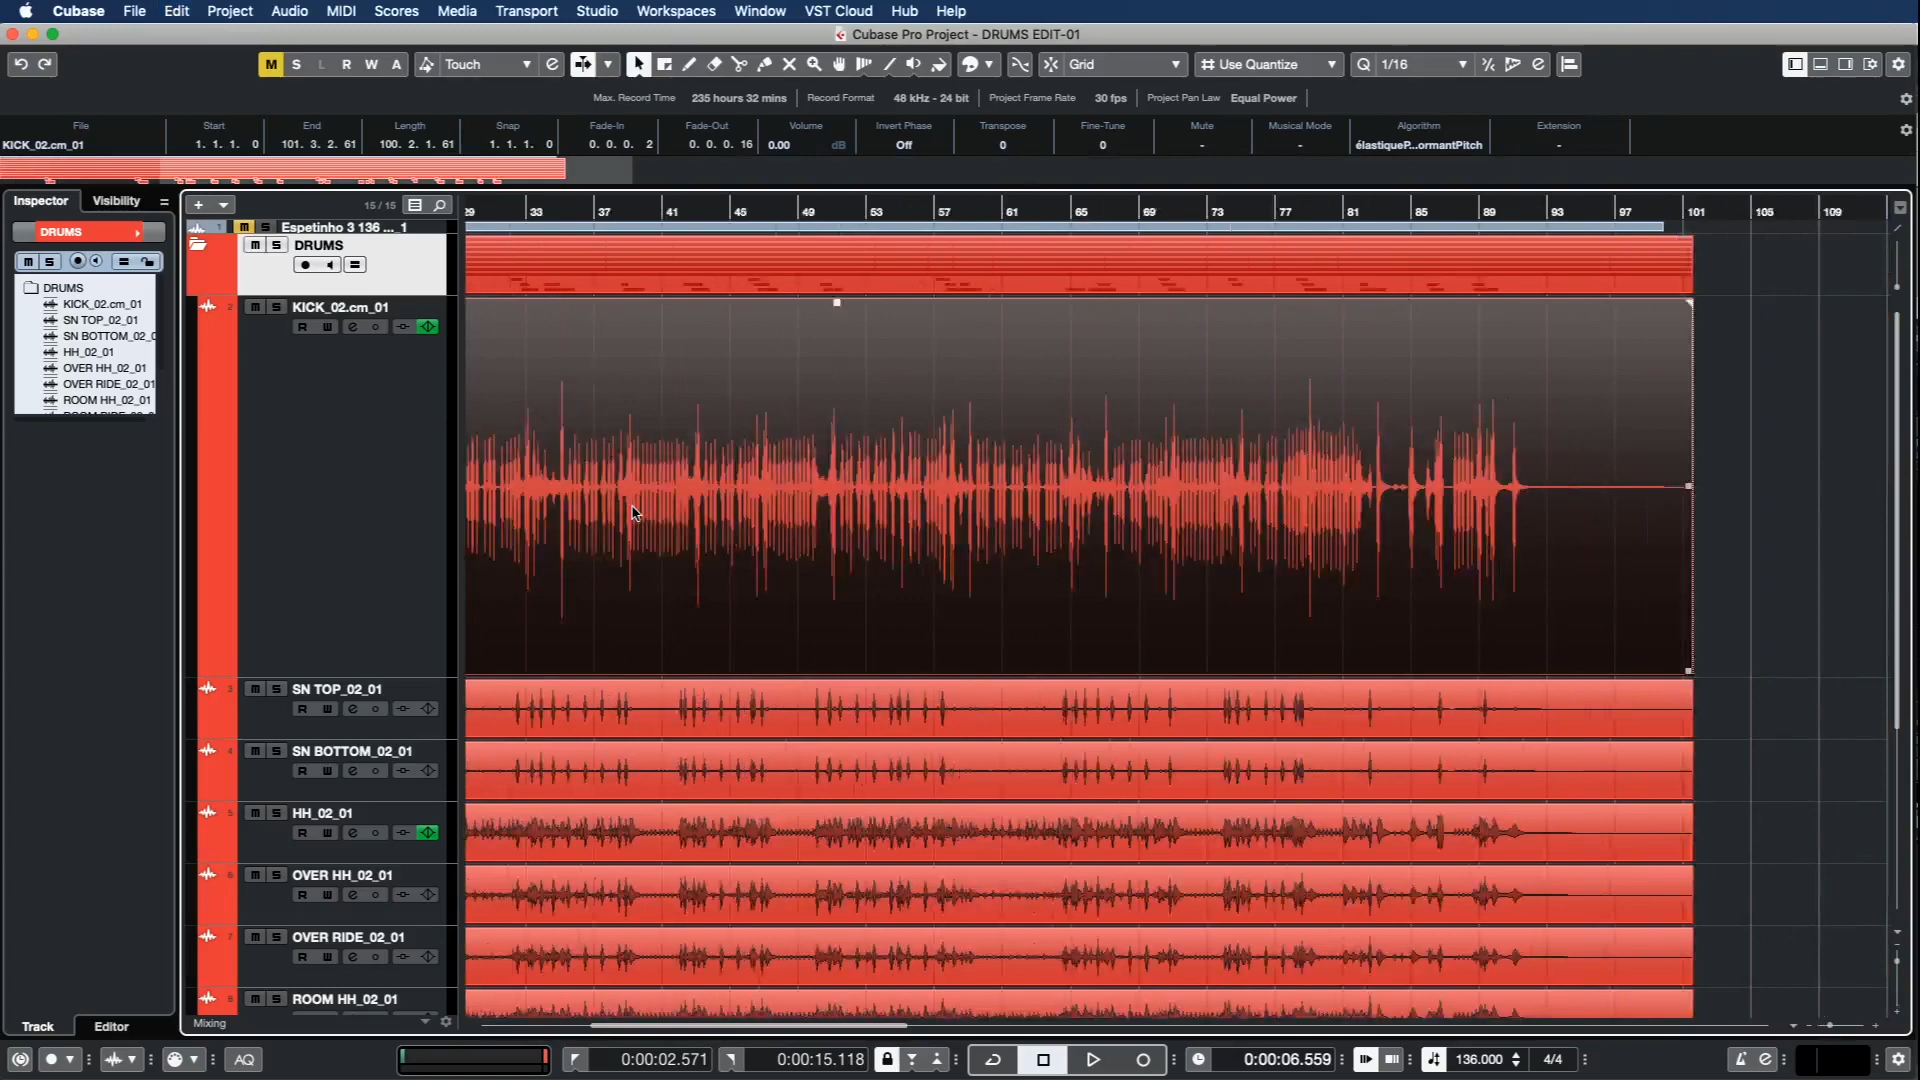 Cubase File Edit Project Audio MIDI Scores Media Transport Studio Workspaces Window VST Cloud Hub Help
Cubase Pro Project - DRUMS EDIT-01
M S L R W A Touch Grid Use Quantize Q 1/16
Max. Record Time 235 hours 32 mins Record Format 48 kHz - 24 bit Project Frame Rate 30 fps Project Pan Law Equal Power
File Start End Length Snap Fade-In Fade-Out Volume Invert Phase Transpose Fine-Tune Mute Musical Mode Algorithm Extension
KICK_02.cm_01 1. 1. 1. 0 101. 3. 2. 61 100. 2. 1. 61 1. 1. 1. 0 0. 0. 0. 2 0. 0. 0. 16 0.00 dB Off 0 0 - - élastiqueP...ormantPitch -
Inspector Visibility
15 / 15
29 33 37 41 45 49 53 57 61 65 69 73 77 81 85 89 93 97 101 105 109
DRUMS
m S
DRUMS
KICK_02.cm_01
SN TOP_02_01
SN BOTTOM_02_0
HH_02_01
OVER HH_02_01
OVER RIDE_02_01
ROOM HH_02_01
1 m S Espetinho 3 136 ..._1
m S DRUMS
2 m S KICK_02.cm_01
R W e
3 m S SN TOP_02_01
R W e
4 m S SN BOTTOM_02_01
R W e
5 m S HH_02_01
R W e
6 m S OVER HH_02_01
R W e
7 m S OVER RIDE_02_01
R W e
8 m S ROOM HH_02_01
Mixing
Track Editor
AQ 0:00:02.571 0:00:15.118 0:00:06.559 136.000 4/4